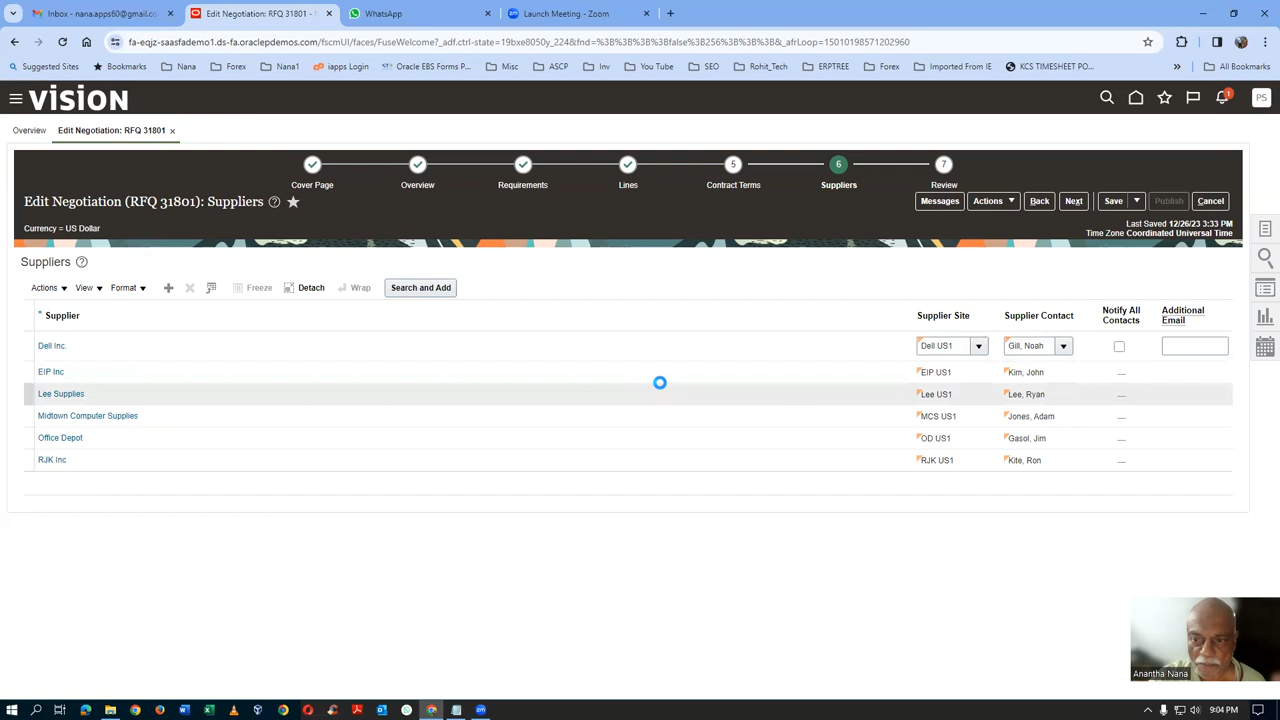 Inbox - nana.apps60@gmail.co
Edit Negotiation: RFQ 31801 -
WhatsApp
Launch Meeting - Zoom
fa-eqjz-saasfademo1.ds-fa.oraclepdemos.com/fscmUI/faces/FuseWelcome?_adf.ctrl-state=19bxe8050y_224&fnd=%3B%3B%3B%3Bfalse%3B256%3B%3B%3B&_afrLoop=15010198571202960
Suggested Sites
Bookmarks
Nana
Forex
Nana1
iapps Login
Oracle EBS Forms P...
Misc
ASCP
Inv
You Tube
SEO
Rohit_Tech
ERPTREE
Forex
Imported From IE
KCS TIMESHEET PO...
All Bookmarks
VISION
1
PS
Overview
Edit Negotiation: RFQ 31801
5
6
7
Cover Page
Overview
Requirements
Lines
Contract Terms
Suppliers
Review
Edit Negotiation (RFQ 31801): Suppliers
Messages
Actions
Back
Next
Save
Publish
Cancel
Currency = US Dollar
Last Saved 12/26/23 3:33 PM
Time Zone Coordinated Universal Time
Suppliers
Actions
View
Format
Freeze
Detach
Wrap
Search and Add
* Supplier
Supplier Site
Supplier Contact
Notify All Contacts
Additional Email
Dell Inc.
Dell US1
Gill, Noah
EIP Inc
EIP US1
Kim, John
Lee Supplies
Lee US1
Lee, Ryan
Midtown Computer Supplies
MCS US1
Jones, Adam
Office Depot
OD US1
Gasol, Jim
RJK Inc
RJK US1
Kite, Ron
Anantha Nana
9:04 PM